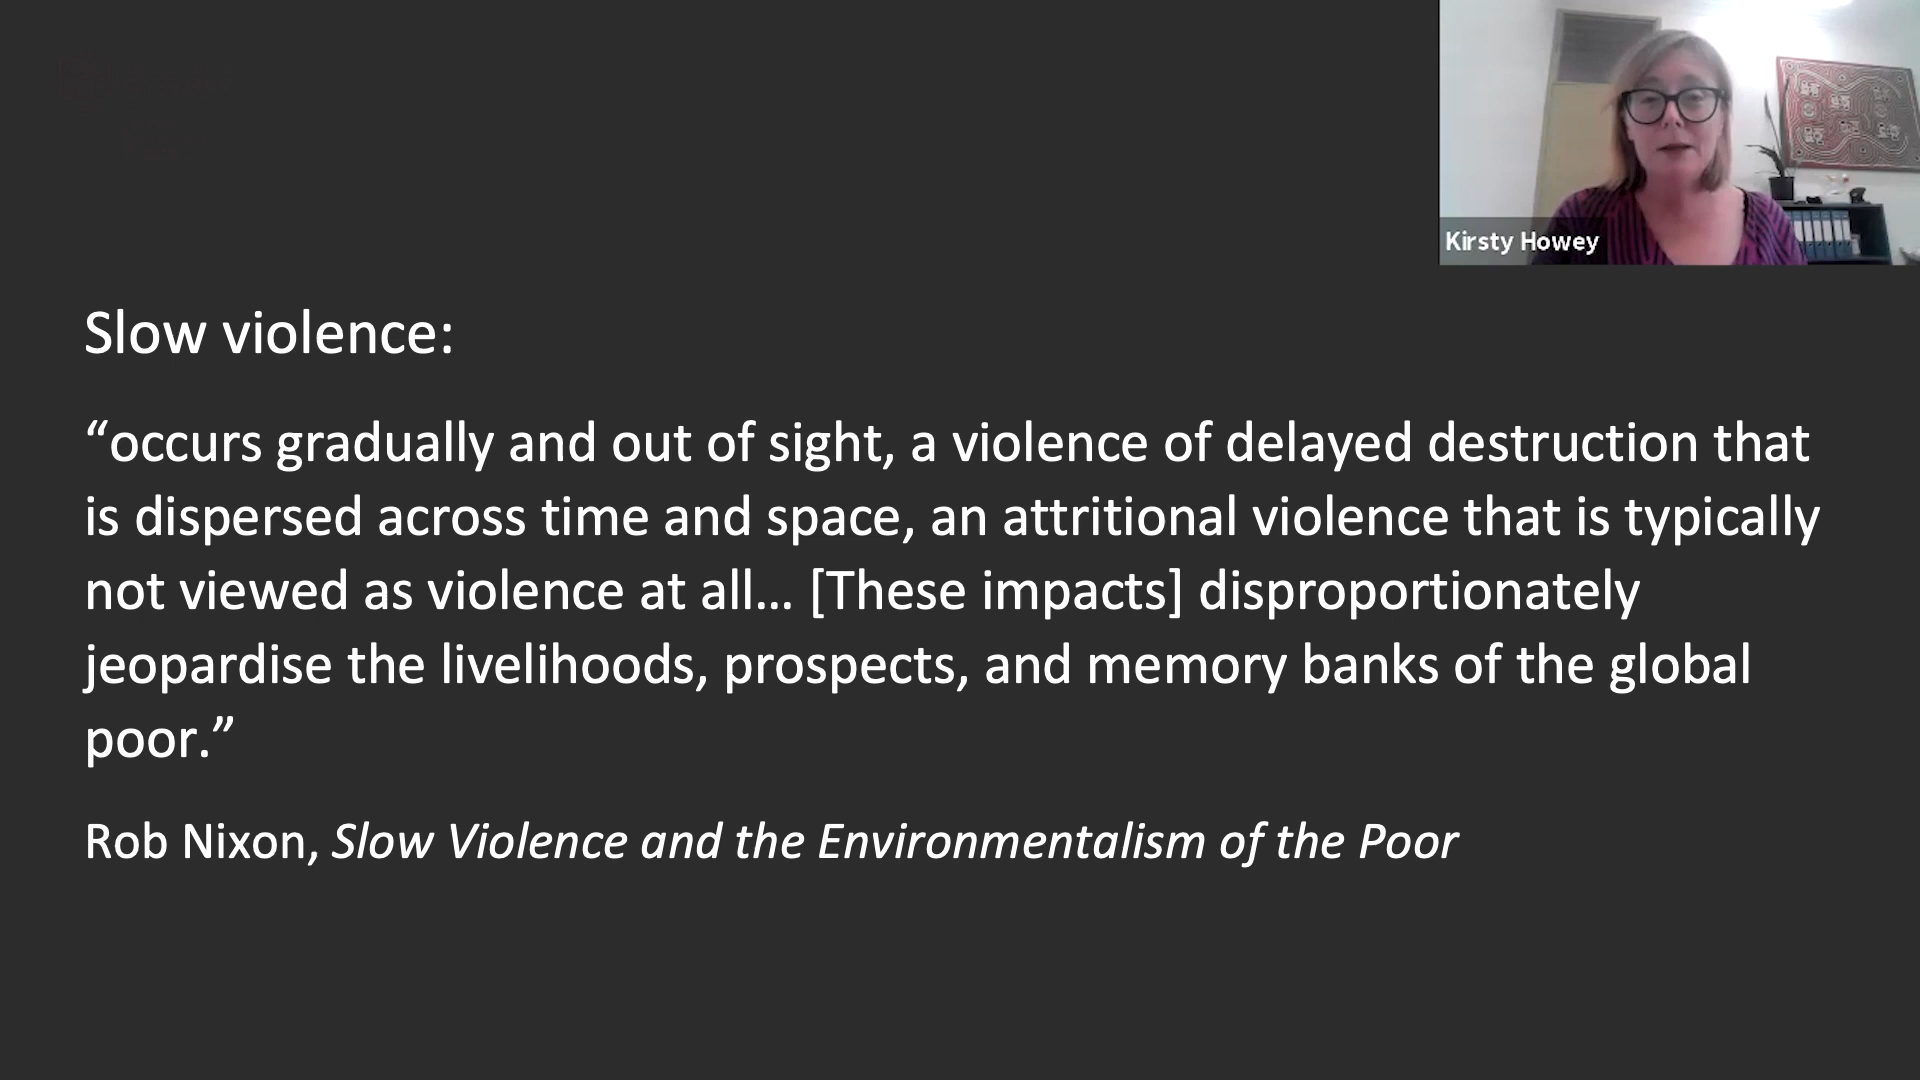 Kirsty Howey
Slow violence:
“occurs gradually and out of sight, a violence of delayed destruction that
is dispersed across time and space, an attritional violence that is typically
not viewed as violence at all… [These impacts] disproportionately
jeopardise the livelihoods, prospects, and memory banks of the global
poor.”
Rob Nixon, Slow Violence and the Environmentalism of the Poor